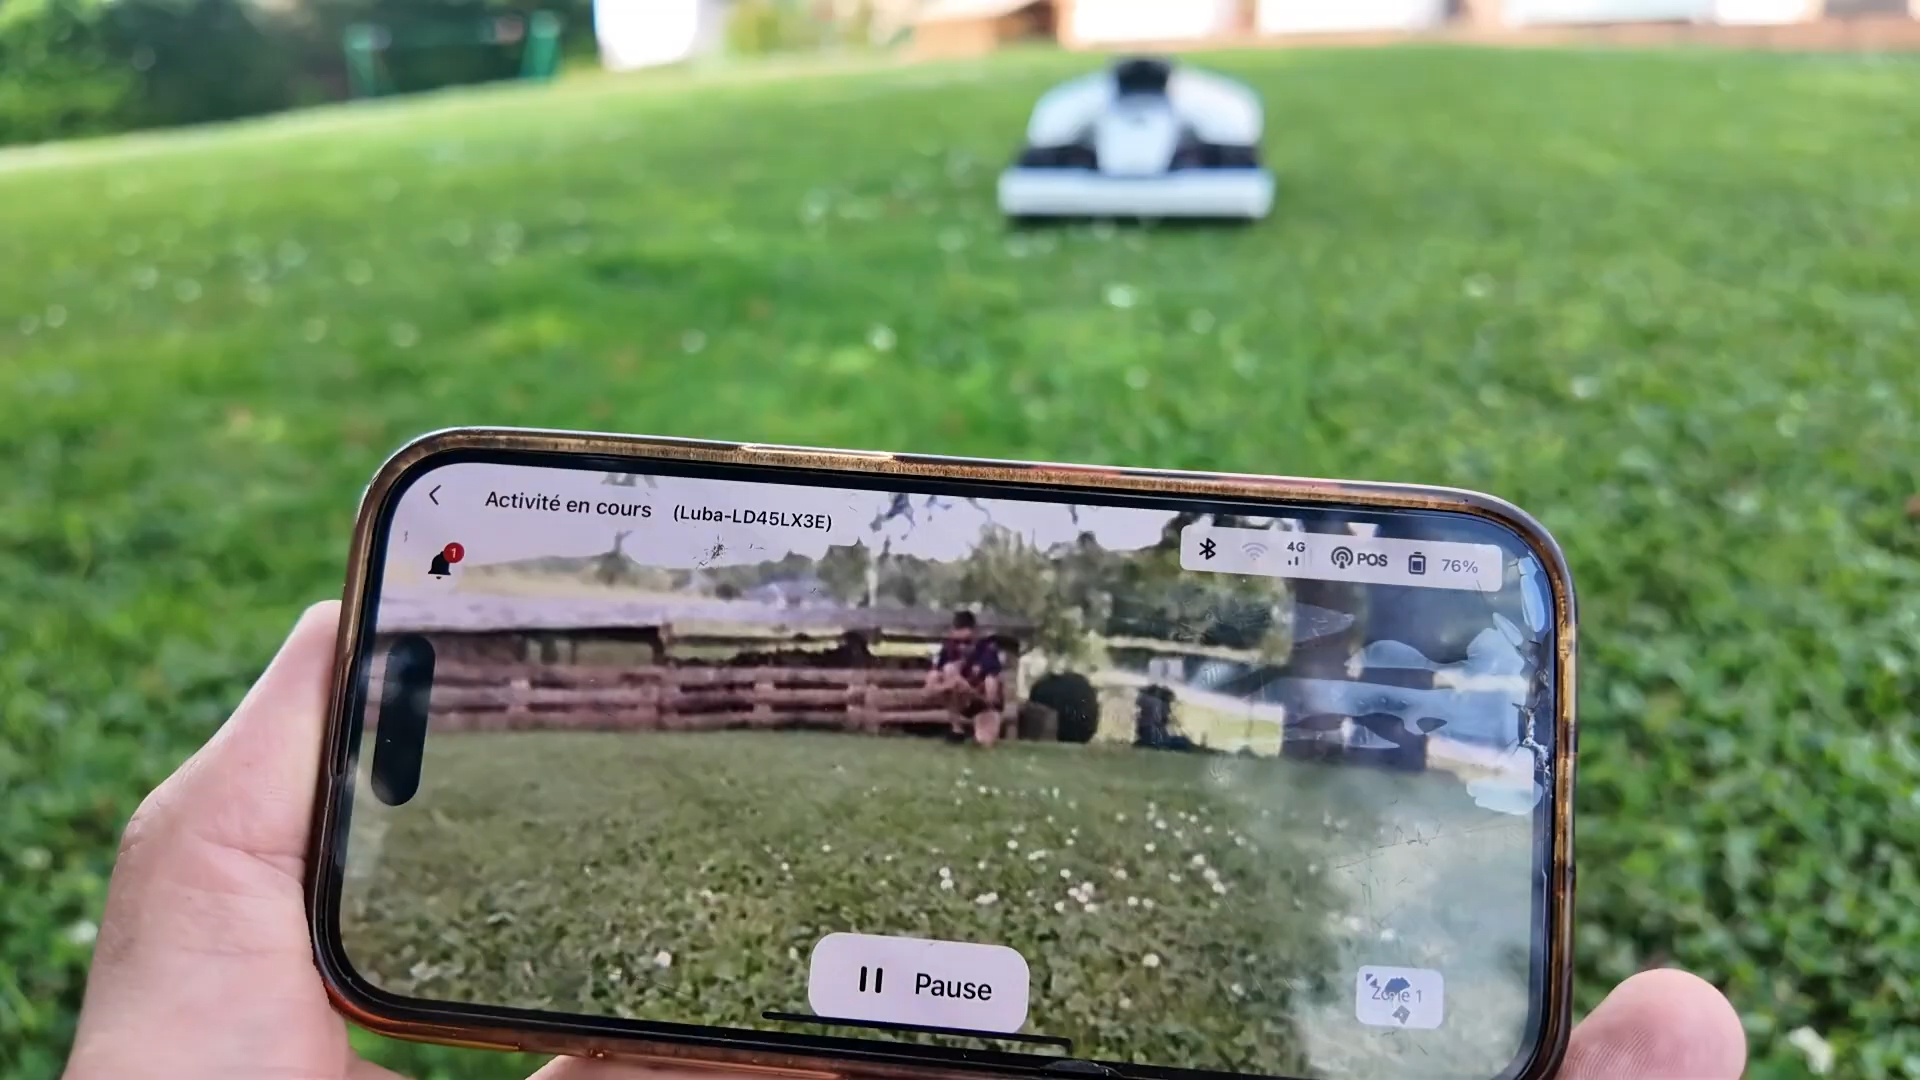 Activité en cours (Luba-LD45LX3E)
1
4G
POS
76%
Pause
Zone 1